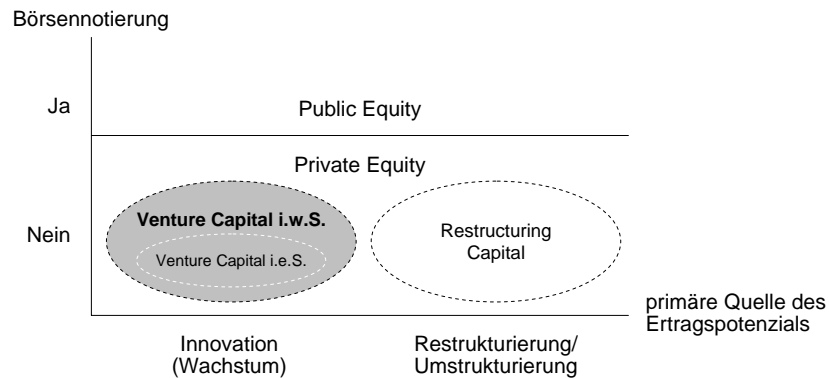 Börsennotierung
Ja
Public Equity
Private Equity
Nein
Venture Capital i.w.S.
Venture Capital i.e.S.
Restructuring
Capital
primäre Quelle des
Ertragspotenzials
Innovation
(Wachstum)
Restrukturierung/
Umstrukturierung